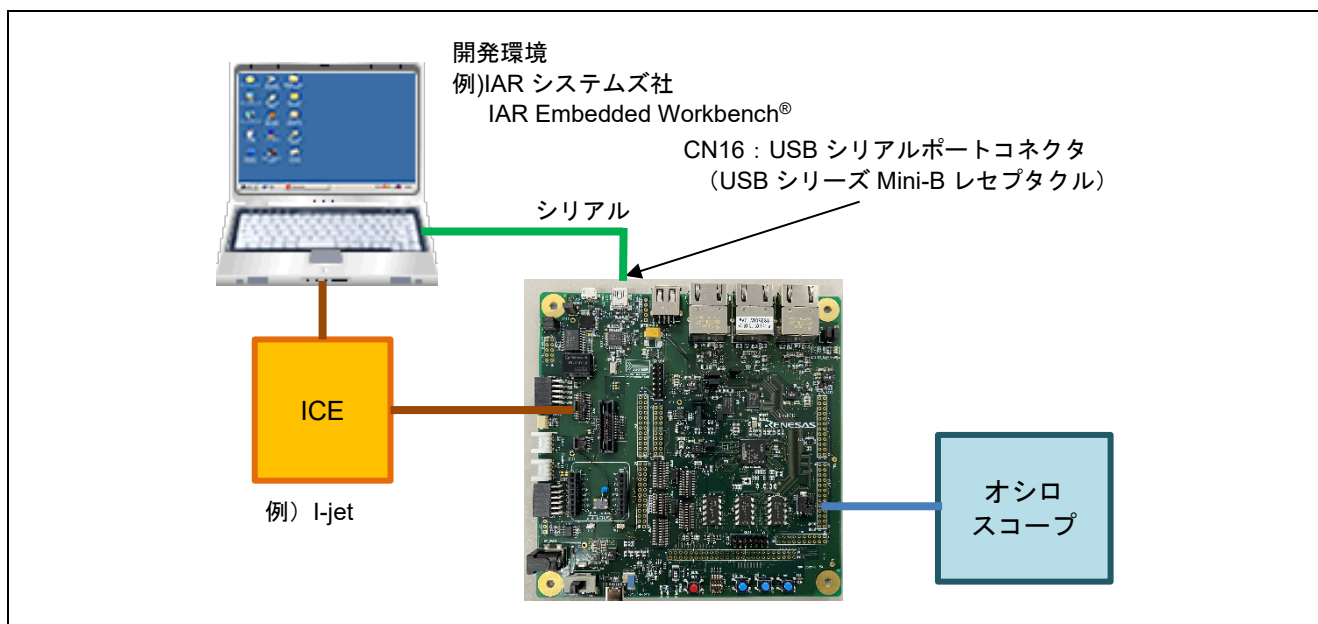 開発環境
例)IAR システムズ社
IAR Embedded Workbench®
CN16：USB シリアルポートコネクタ
（USB シリーズ Mini-B レセプタクル）
シリアル
ICE
例）I-jet
RENESAS
オシロ
スコープ